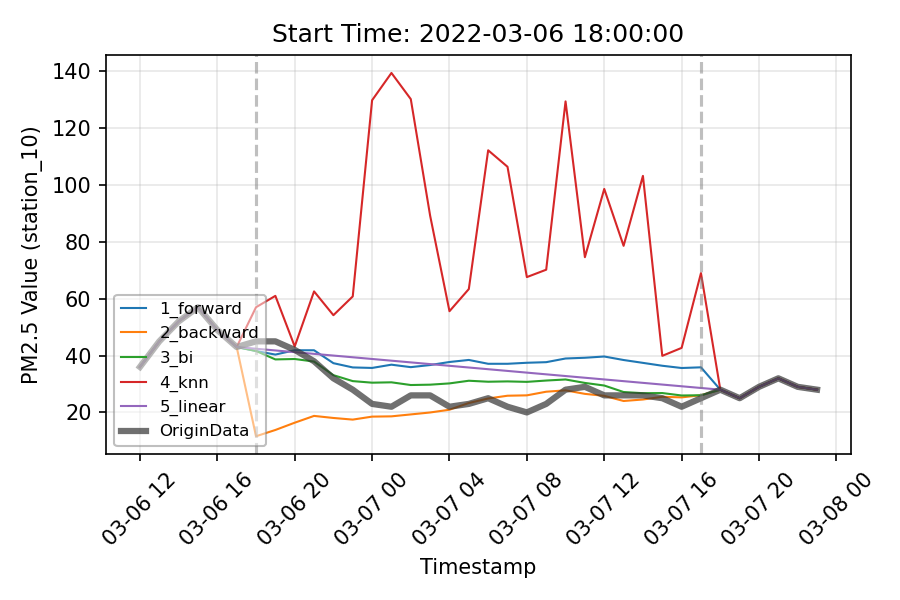 Start Time: 2022-03-06 18:00:00
PM2.5 Value (station_10)
140
120
100
80
60
40
20
1_forward
2_backward
3_bi
4_knn
5_linear
OriginData
03-06 12
03-06 16
03-06 20
03-07 00
03-07 04
03-07 08
03-07 12
03-07 16
03-07 20
03-08 00
Timestamp